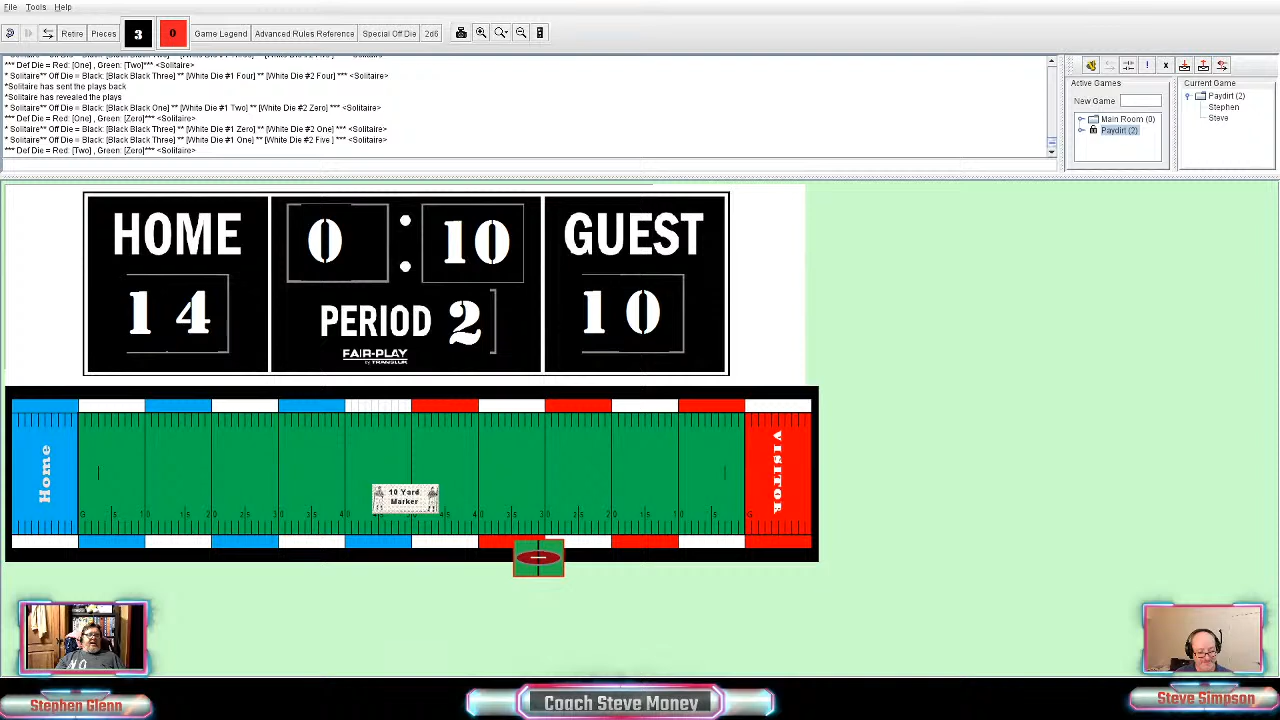 File Tools Help
Retire Pieces 3 0 Game Legend Advanced Rules Reference Special Off Die 2d6
*** Def Die = Red: [One] , Green: [Two]*** <Solitaire>
* Solitaire** Off Die = Black: [Black Black Three] ** [White Die #1 Four] ** [White Die #2 Four] *** <Solitaire>
*Solitaire has sent the plays back
*Solitaire has revealed the plays
* Solitaire** Off Die = Black: [Black Black One] ** [White Die #1 Two] ** [White Die #2 Zero] *** <Solitaire>
*** Def Die = Red: [One] , Green: [Zero]*** <Solitaire>
* Solitaire** Off Die = Black: [Black Black Three] ** [White Die #1 Zero] ** [White Die #2 One] *** <Solitaire>
* Solitaire** Off Die = Black: [Black Black Three] ** [White Die #1 One] ** [White Die #2 Five ] *** <Solitaire>
*** Def Die = Red: [Two] , Green: [Zero]*** <Solitaire>
! x
Active Games
New Game
Main Room (0)
Paydirt (2)
Current Game
Paydirt (2)
Stephen
Steve
HOME 0 : 10 GUEST
14 PERIOD 2 10
FAIR-PLAY
by TRANS-LUX
Home
VISITOR
10 Yard
Marker
Stephen Glenn
Coach Steve Money
Steve Simpson